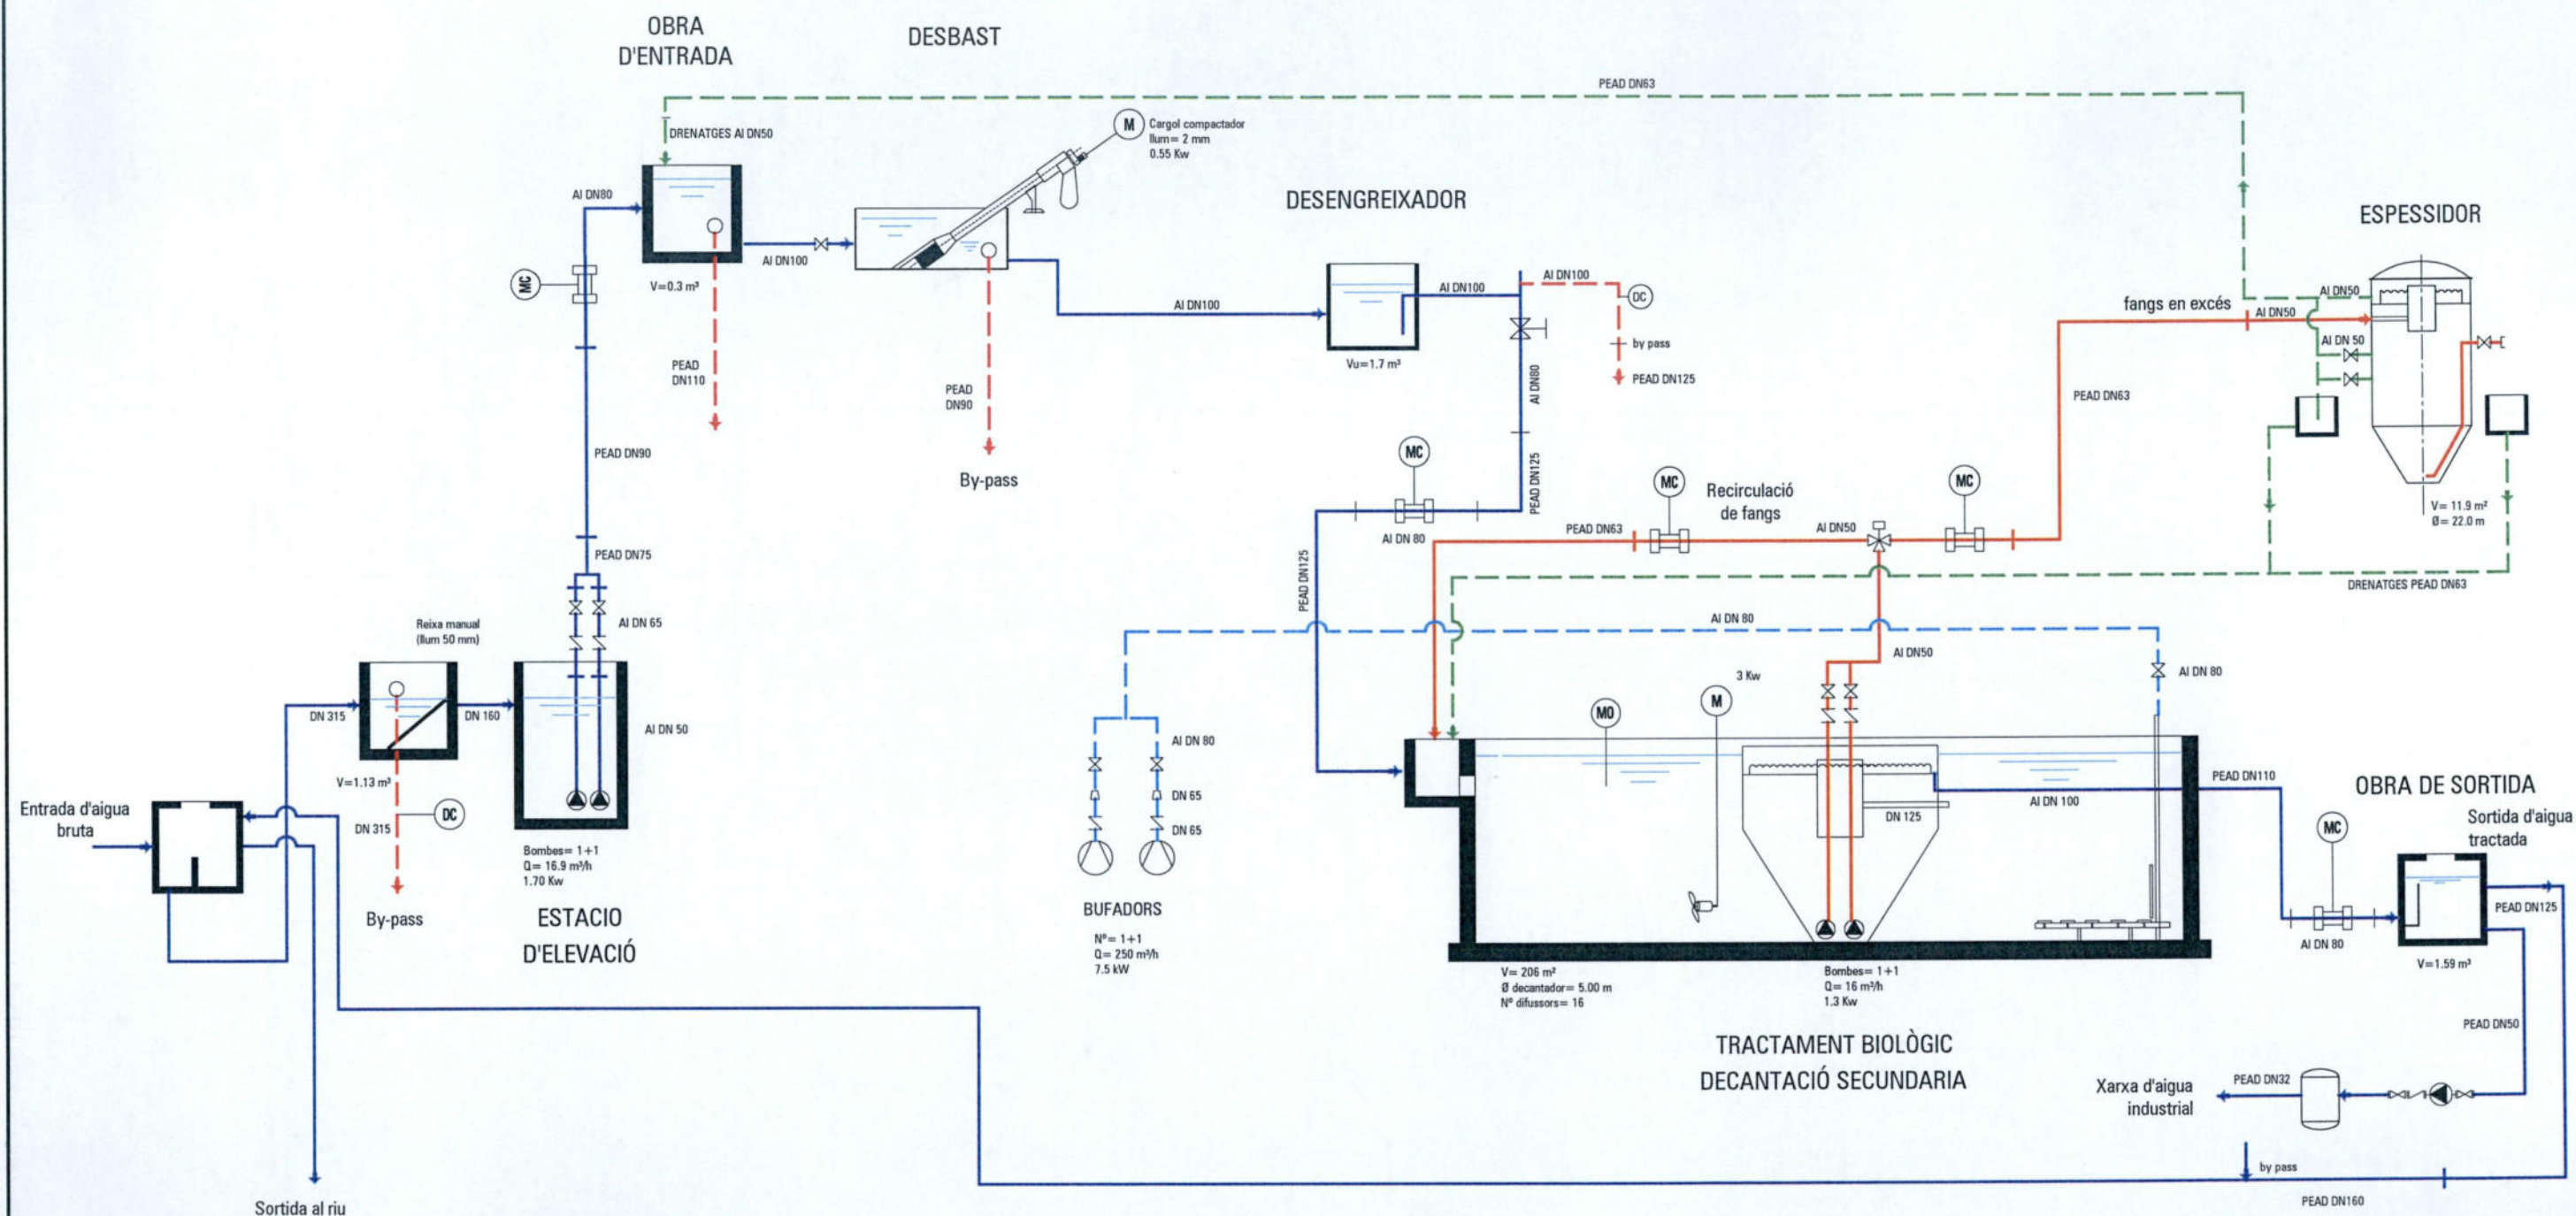 OBRA
D'ENTRADA
DESBAST
PEAD DN63
DRENATGES AI DN50
M
Cargol compactador
llum= 2 mm
0.55 Kw
AI DN80
DESENGREIXADOR
ESPESSIDOR
MC
V=0.3 m³
AI DN100
AI DN100
AI DN100
AI DN100
DC
by pass
PEAD DN125
Vu=1.7 m³
fangs en excés
AI DN50
AI DN50
AI DN 50
PEAD
DN110
PEAD
DN90
By-pass
AI DN80
PEAD DN125
PEAD DN63
PEAD DN90
MC
AI DN 80
PEAD DN125
MC
Recirculació
de fangs
PEAD DN63
AI DN50
MC
V= 11.9 m²
Ø= 22.0 m
DRENATGES PEAD DN63
PEAD DN75
AI DN 65
Reixa manual
(llum 50 mm)
AI DN 80
AI DN50
AI DN 80
3 Kw
M
MO
DN 315
DN 160
AI DN 50
V=1.13 m³
DC
DN 315
By-pass
Entrada d'aigua
bruta
Bombes= 1+1
Q= 16.9 m³/h
1.70 Kw
ESTACIO
D'ELEVACIÓ
AI DN 80
DN 65
DN 65
BUFADORS
Nº= 1+1
Q= 250 m³/h
7.5 kW
DN 125
AI DN 100
PEAD DN110
OBRA DE SORTIDA
Sortida d'aigua
tractada
MC
AI DN 80
PEAD DN125
V=1.59 m³
V= 206 m²
Ø decantador= 5.00 m
Nº difussors= 16
Bombes= 1+1
Q= 16 m³/h
1.3 Kw
TRACTAMENT BIOLÒGIC
DECANTACIÓ SECUNDARIA
PEAD DN50
Xarxa d'aigua
industrial
PEAD DN32
by pass
PEAD DN160
Sortida al riu